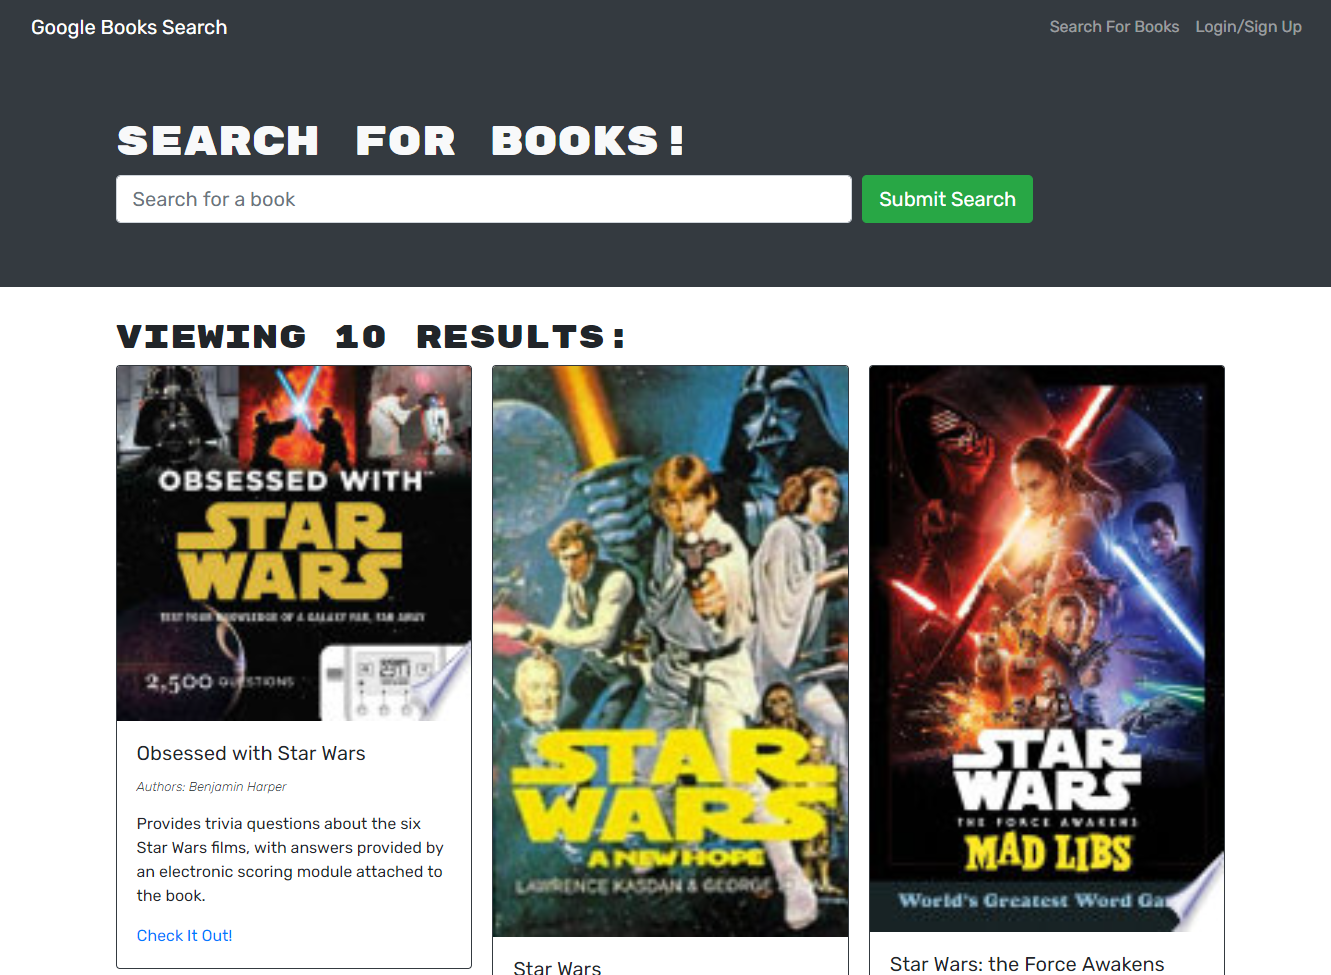 Google Books Search
Search For Books
Login/Sign Up
SEARCH FOR BOOKS!
Search for a book
Submit Search
VIEWING 10 RESULTS:
OBSESSED WITH
STAR
WARS
TEST YOUR KNOWLEDGE OF A GALAXY FAR, FAR AWAY
2,500 QUESTIONS
Obsessed with Star Wars
Authors: Benjamin Harper
Provides trivia questions about the six
Star Wars films, with answers provided by
an electronic scoring module attached to
the book.
Check It Out!
STAR
WARS
A NEW HOPE
LAWRENCE KASDAN & GEORGE
Star Wars
STAR
WARS
THE FORCE AWAKENS
MAD LIBS
World's Greatest Word
Star Wars: the Force Awakens